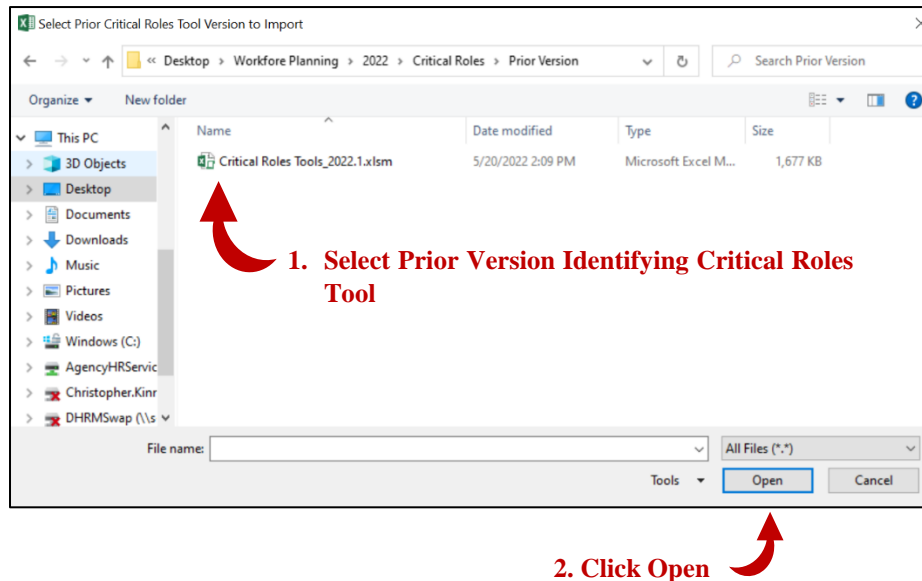 Select Prior Critical Roles Tool Version to Import
« Desktop > Workfore Planning > 2022 > Critical Roles > Prior Version
Search Prior Version
Organize
New folder
Name
Date modified
Type
Size
This PC
3D Objects
Desktop
Documents
Downloads
Music
Pictures
Videos
Windows (C:)
AgencyHRServic
Christopher.Kinr
DHRMSwap (\\s
Critical Roles Tools_2022.1.xlsm
5/20/2022 2:09 PM
Microsoft Excel M...
1,677 KB
1. Select Prior Version Identifying Critical Roles
Tool
File name:
All Files (*.*)
Tools
Open
Cancel
2. Click Open